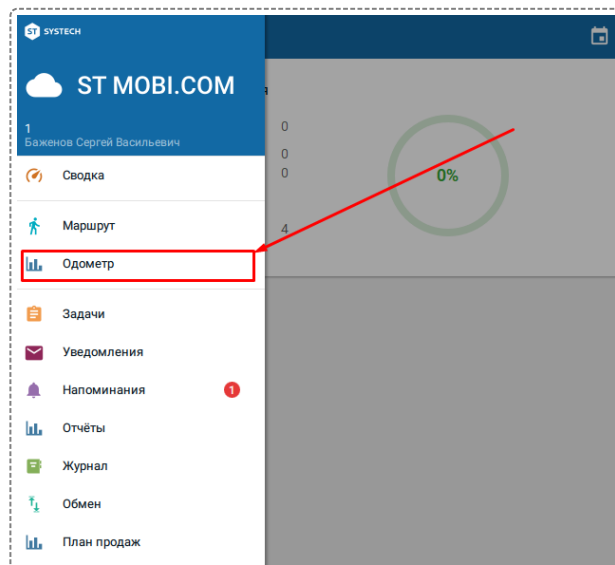 ST SYSTECH
ST MOBI.COM
1
Баженов Сергей Васильевич
Сводка
Маршрут
Одометр
Задачи
Уведомления
Напоминания 1
Отчёты
Журнал
Обмен
План продаж
я
0
0
0
4
0%